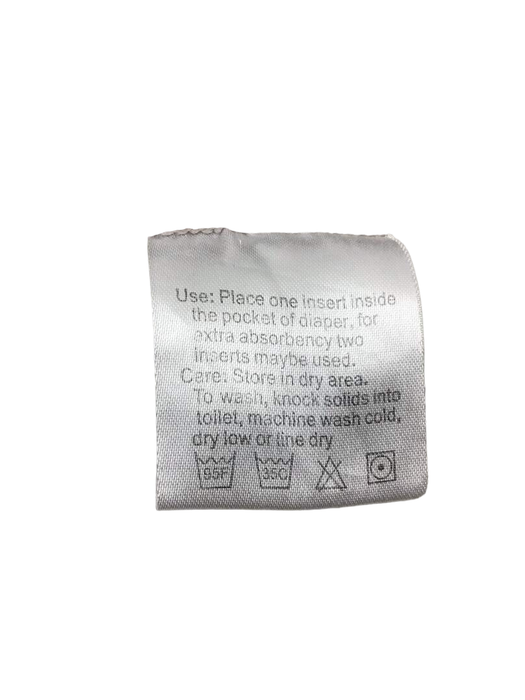 Use: Place one insert inside
the pocket of diaper, for
extra absorbency two
inserts maybe used.
Care: Store in dry area.
To wash, knock solids into
toilet, machine wash cold,
dry low or line dry
95F 35C